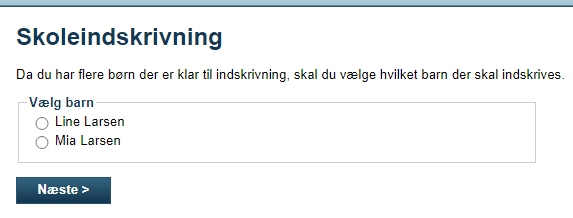 Skoleindskrivning
Da du har flere børn der er klar til indskrivning, skal du vælge hvilket barn der skal indskrives.
Vælg barn
Line Larsen
Mia Larsen
Næste >